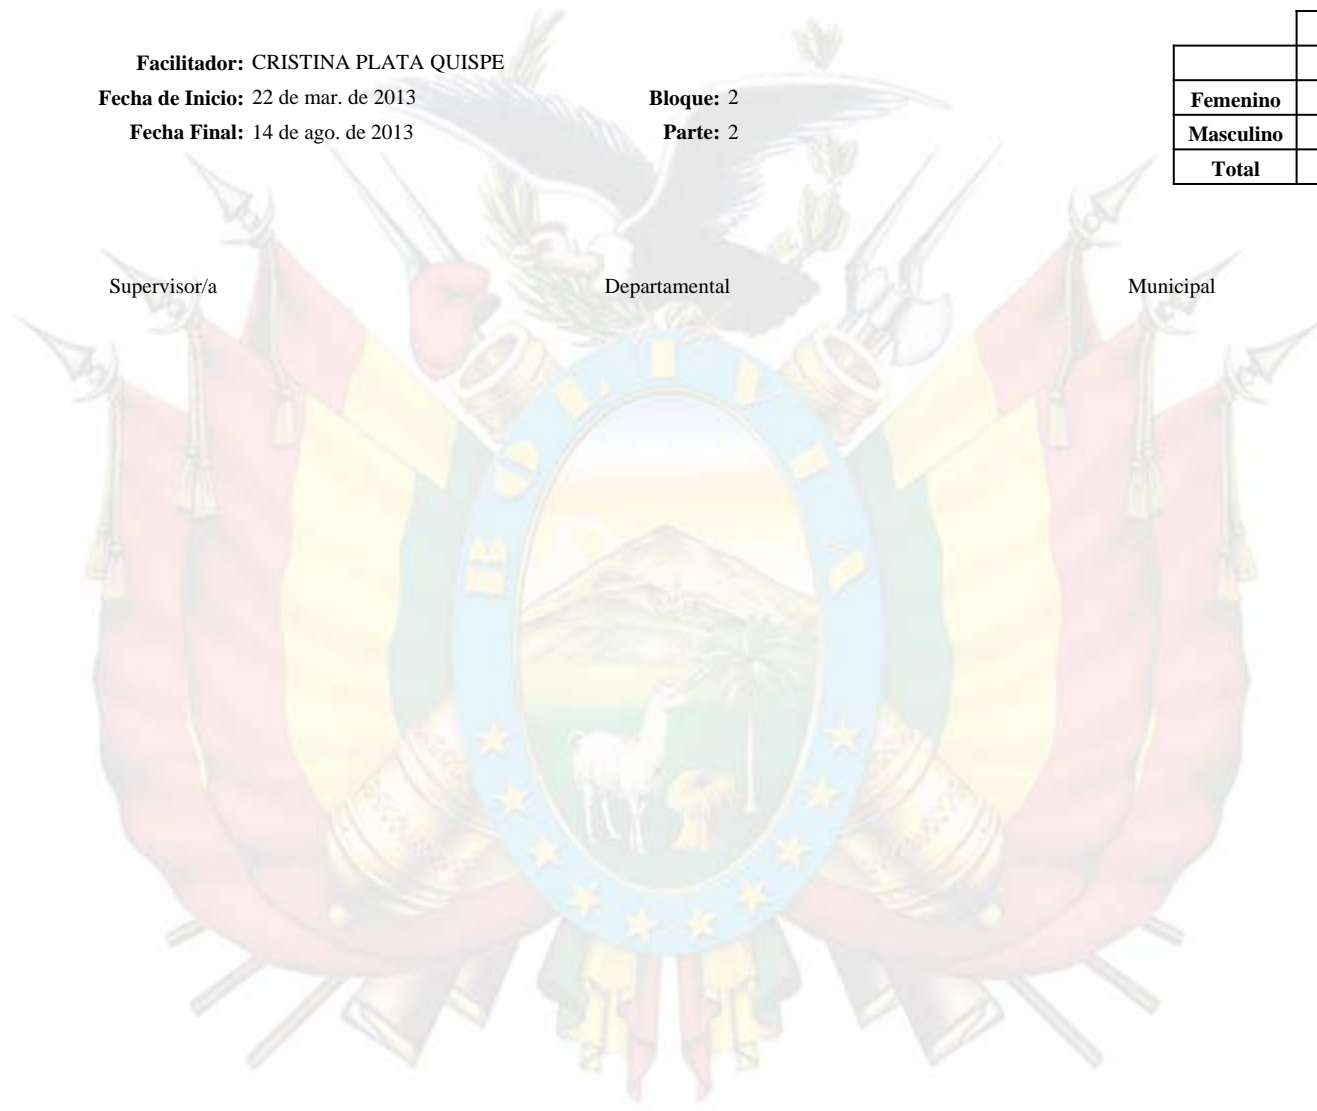 Facilitador: CRISTINA PLATA QUISPE
Fecha de Inicio: 22 de mar. de 2013 Bloque: 2
Fecha Final: 14 de ago. de 2013 Parte: 2
Femenino
Masculino
Total
Supervisor/a Departamental Municipal
BOLIVIA